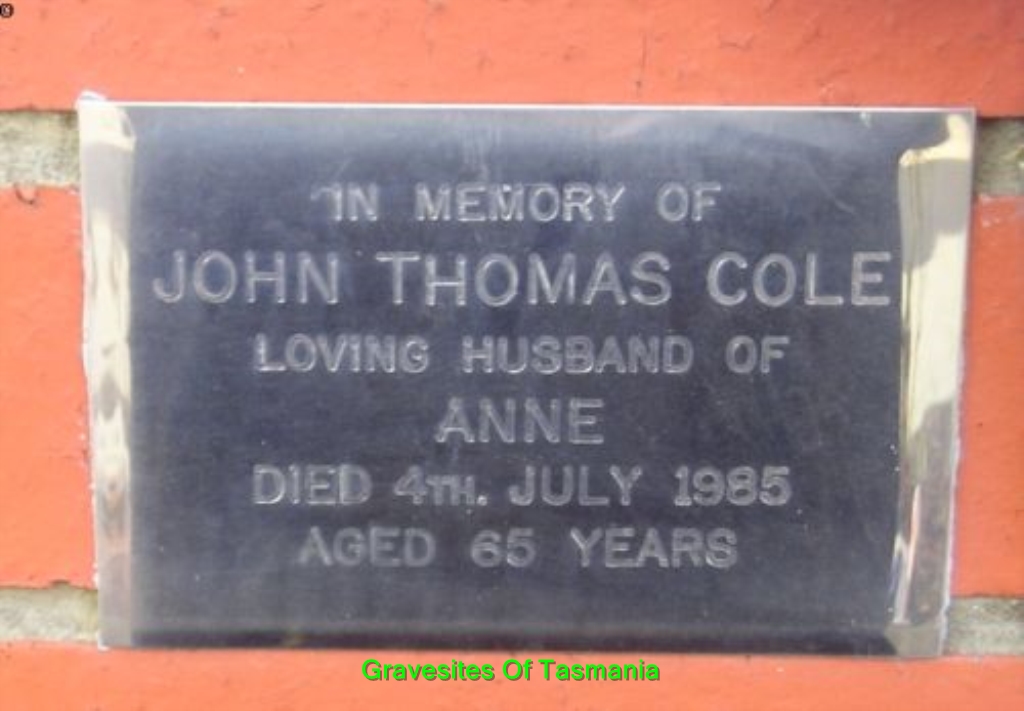 IN MEMORY OF
JOHN THOMAS COLE
LOVING HUSBAND OF
ANNE
DIED 4TH. JULY 1985
AGED 65 YEARS
Gravesites Of Tasmania